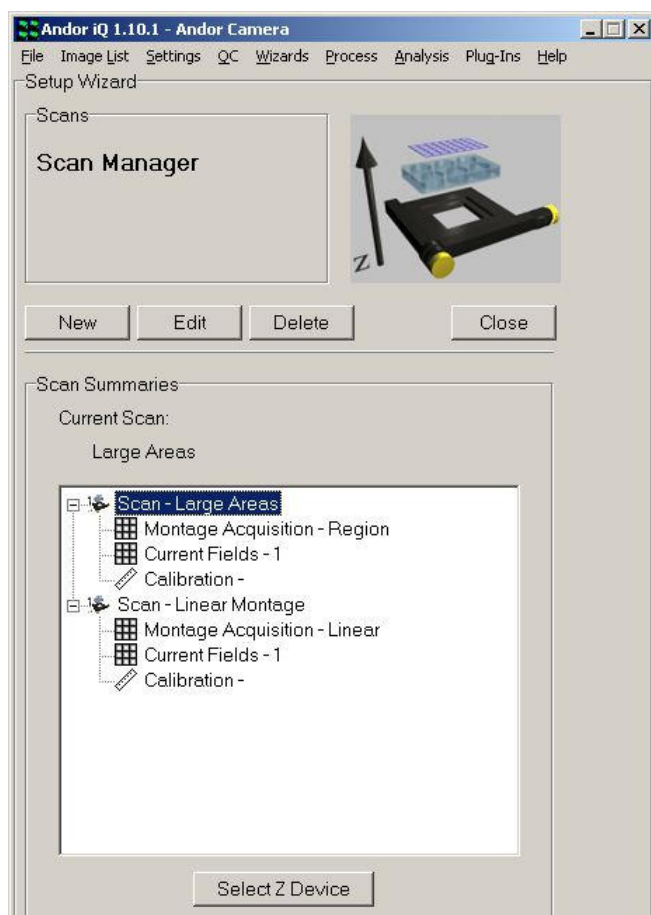 Andor iQ 1.10.1 - Andor Camera
File Image List Settings QC Wizards Process Analysis Plug-Ins Help
Setup Wizard
Scans
Scan Manager
Z
New Edit Delete Close
Scan Summaries
Current Scan:
Large Areas
Scan - Large Areas
Montage Acquisition - Region
Current Fields - 1
Calibration -
Scan - Linear Montage
Montage Acquisition - Linear
Current Fields - 1
Calibration -
Select Z Device